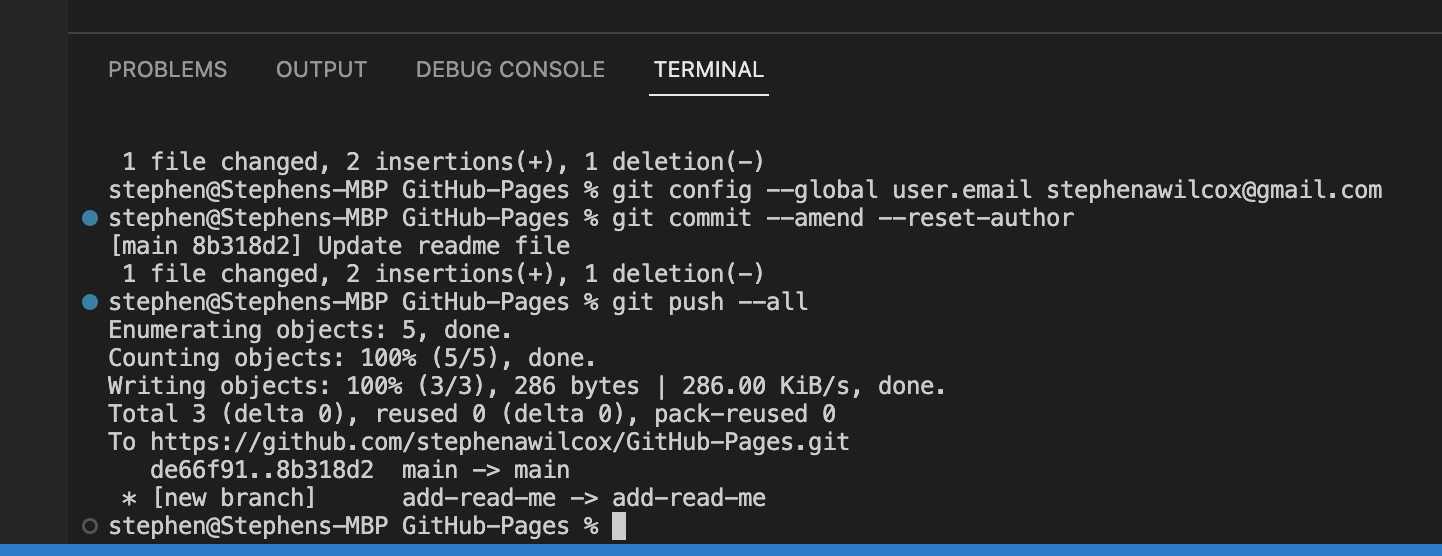 PROBLEMS OUTPUT DEBUG CONSOLE TERMINAL
1 file changed, 2 insertions(+), 1 deletion(-)
stephen@Stephens-MBP GitHub-Pages % git config --global user.email stephenawilcox@gmail.com
stephen@Stephens-MBP GitHub-Pages % git commit --amend --reset-author
[main 8b318d2] Update readme file
1 file changed, 2 insertions(+), 1 deletion(-)
stephen@Stephens-MBP GitHub-Pages % git push --all
Enumerating objects: 5, done.
Counting objects: 100% (5/5), done.
Writing objects: 100% (3/3), 286 bytes | 286.00 KiB/s, done.
Total 3 (delta 0), reused 0 (delta 0), pack-reused 0
To https://github.com/stephenawilcox/GitHub-Pages.git
de66f91..8b318d2 main -> main
* [new branch] add-read-me -> add-read-me
stephen@Stephens-MBP GitHub-Pages %